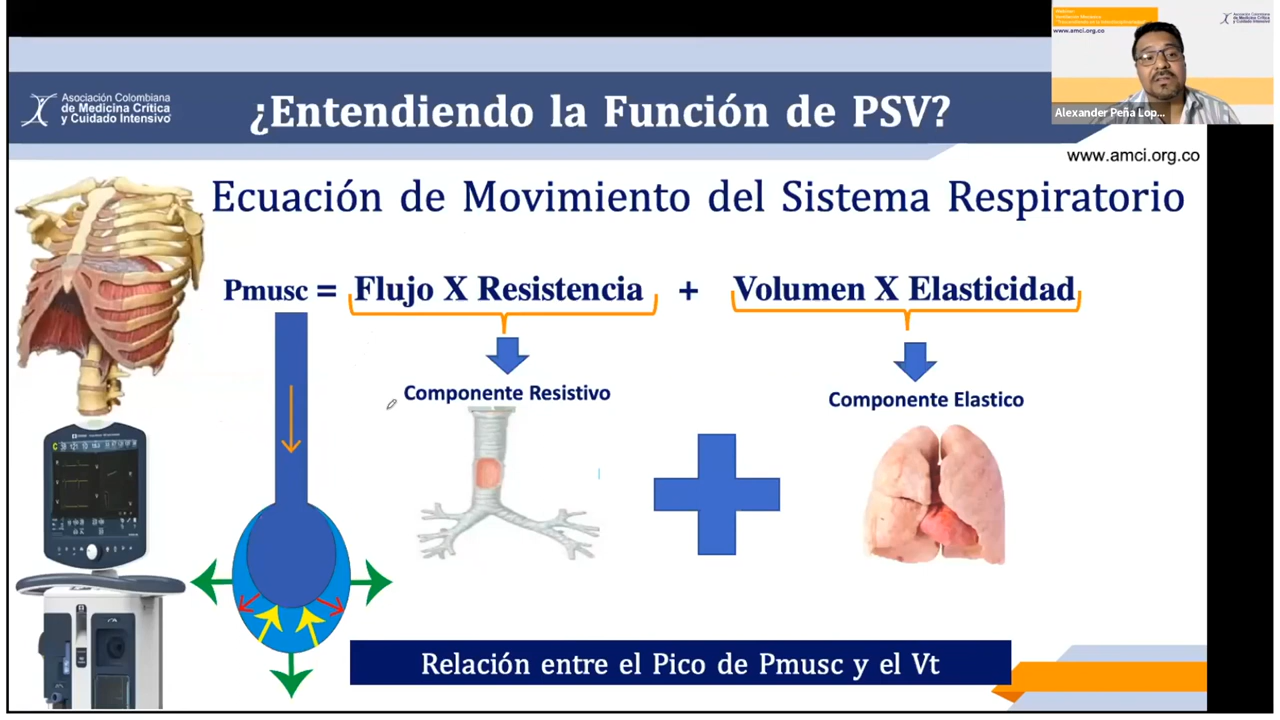 Asociación Colombiana
de Medicina Crítica
y Cuidado Intensivo
¿Entendiendo la Función de PSV?
www.amci.org.co
Alexander Peña Lop...
www.amci.org.co
Ecuación de Movimiento del Sistema Respiratorio
Pmusc = Flujo X Resistencia + Volumen X Elasticidad
Componente Resistivo
Componente Elastico
Relación entre el Pico de Pmusc y el Vt